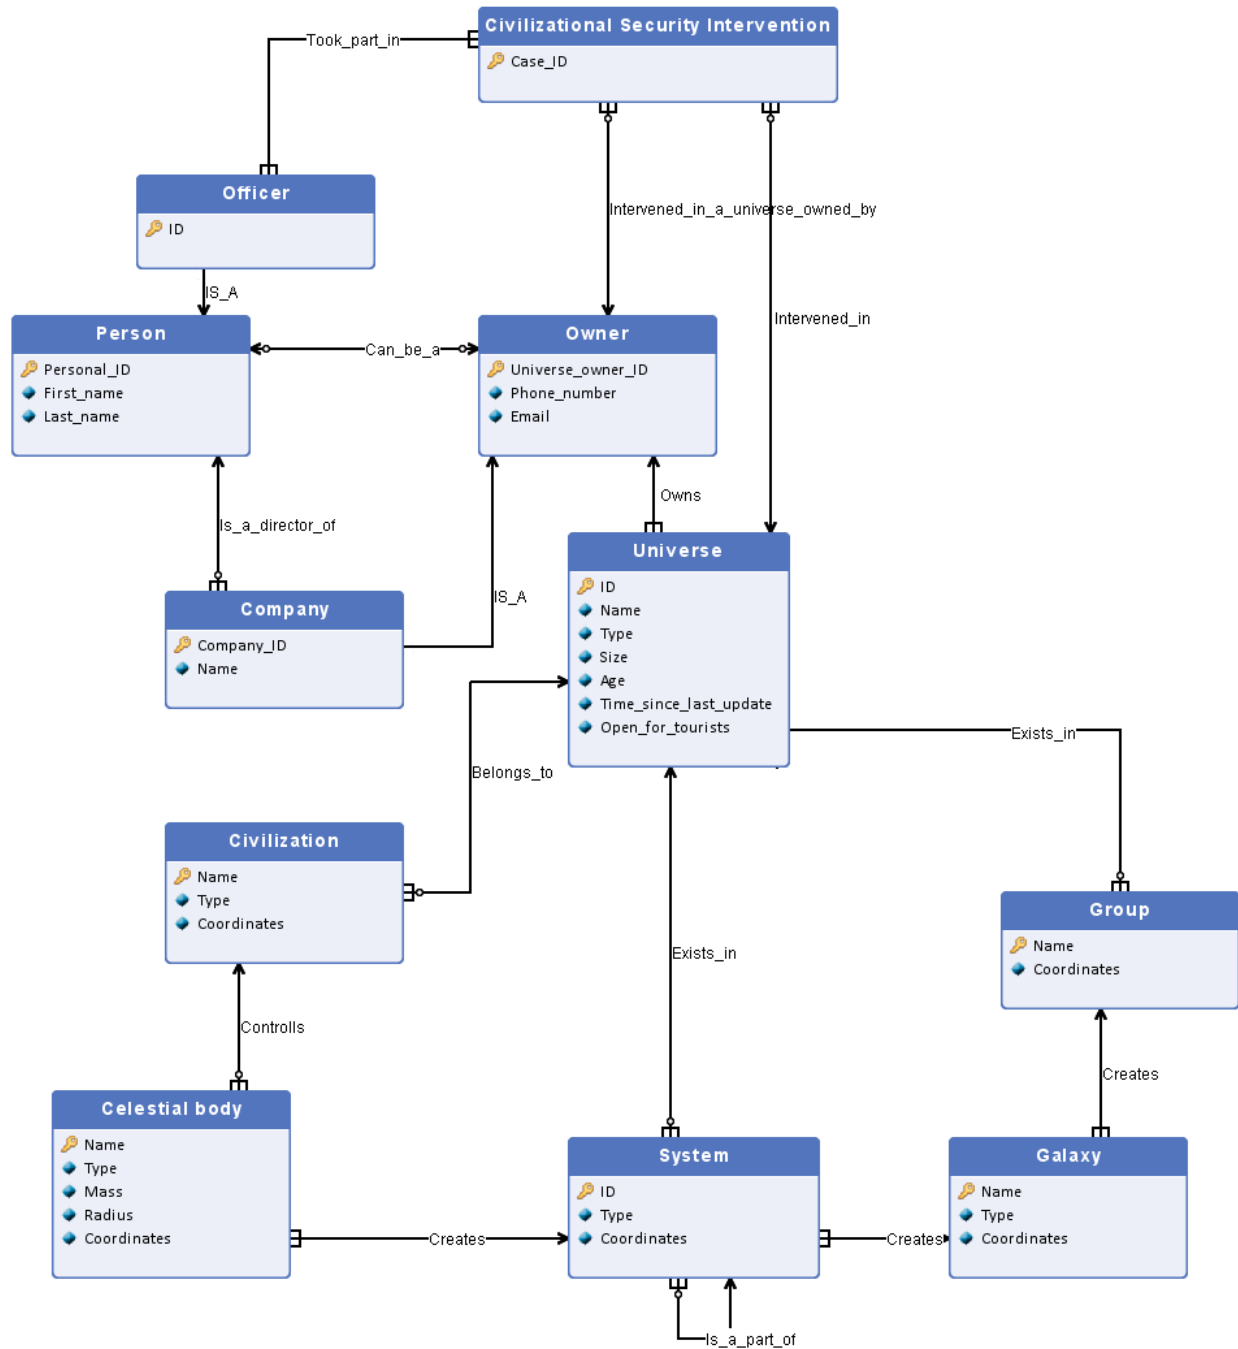 Civilizational Security Intervention
Case_ID
Took_part_in
Officer
ID
Intervened_in_a_universe_owned_by
IS_A
Intervened_in
Person
Personal_ID
First_name
Last_name
Can_be_a
Owner
Universe_owner_ID
Phone_number
Email
Owns
Is_a_director_of
Company
Company_ID
Name
IS_A
Universe
ID
Name
Type
Size
Age
Time_since_last_update
Open_for_tourists
Exists_in
Belongs_to
Civilization
Name
Type
Coordinates
Exists_in
Group
Name
Coordinates
Controlls
Creates
Celestial body
Name
Type
Mass
Radius
Coordinates
Creates
System
ID
Type
Coordinates
Creates
Galaxy
Name
Type
Coordinates
Is_a_part_of